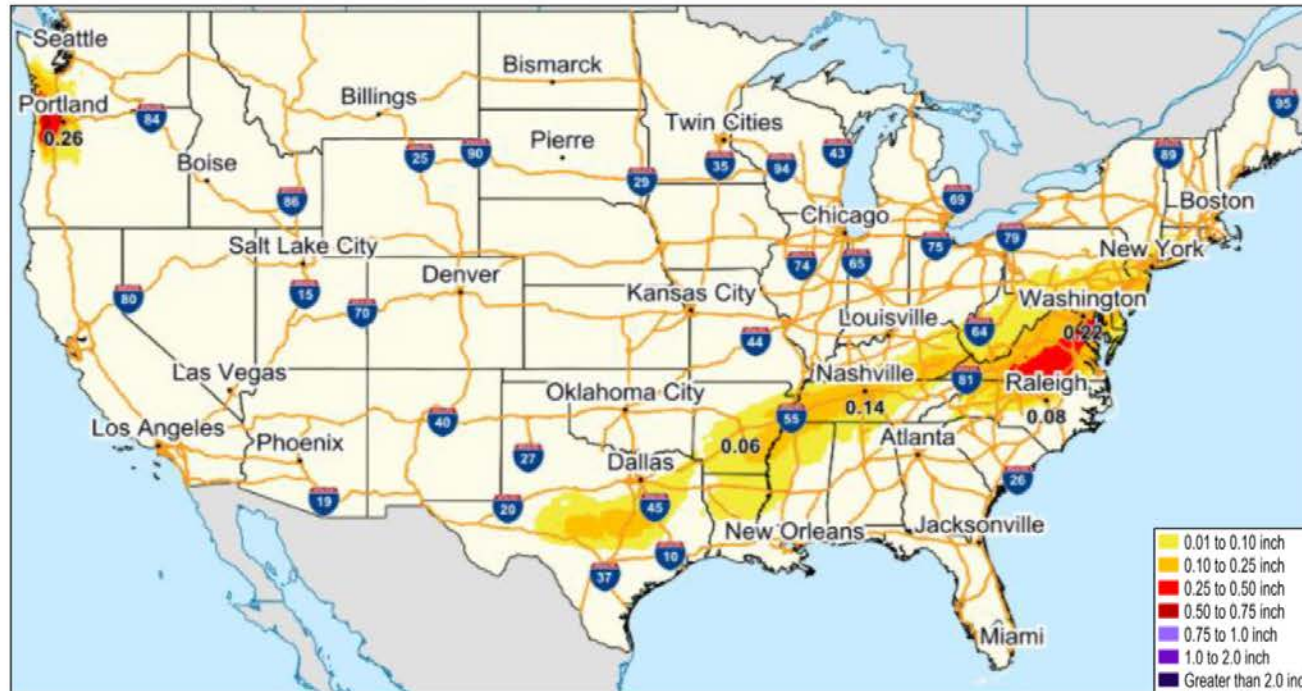 Seattle
Portland
0.26
84
Billings
Bismarck
Boise
25
90
Pierre
Twin Cities
35
94
43
29
95
89
86
69
Boston
Chicago
79
Salt Lake City
75
New York
74
65
80
15
Denver
70
Kansas City
Washington
Louisville
64
0.22
44
Las Vegas
Nashville
81
Raleigh
Oklahoma City
0.14
0.08
Los Angeles
40
55
Phoenix
0.06
Atlanta
27
Dallas
26
19
20
45
New Orleans
Jacksonville
10
37
Miami
0.01 to 0.10 inch
0.10 to 0.25 inch
0.25 to 0.50 inch
0.50 to 0.75 inch
0.75 to 1.0 inch
1.0 to 2.0 inch
Greater than 2.0 inc